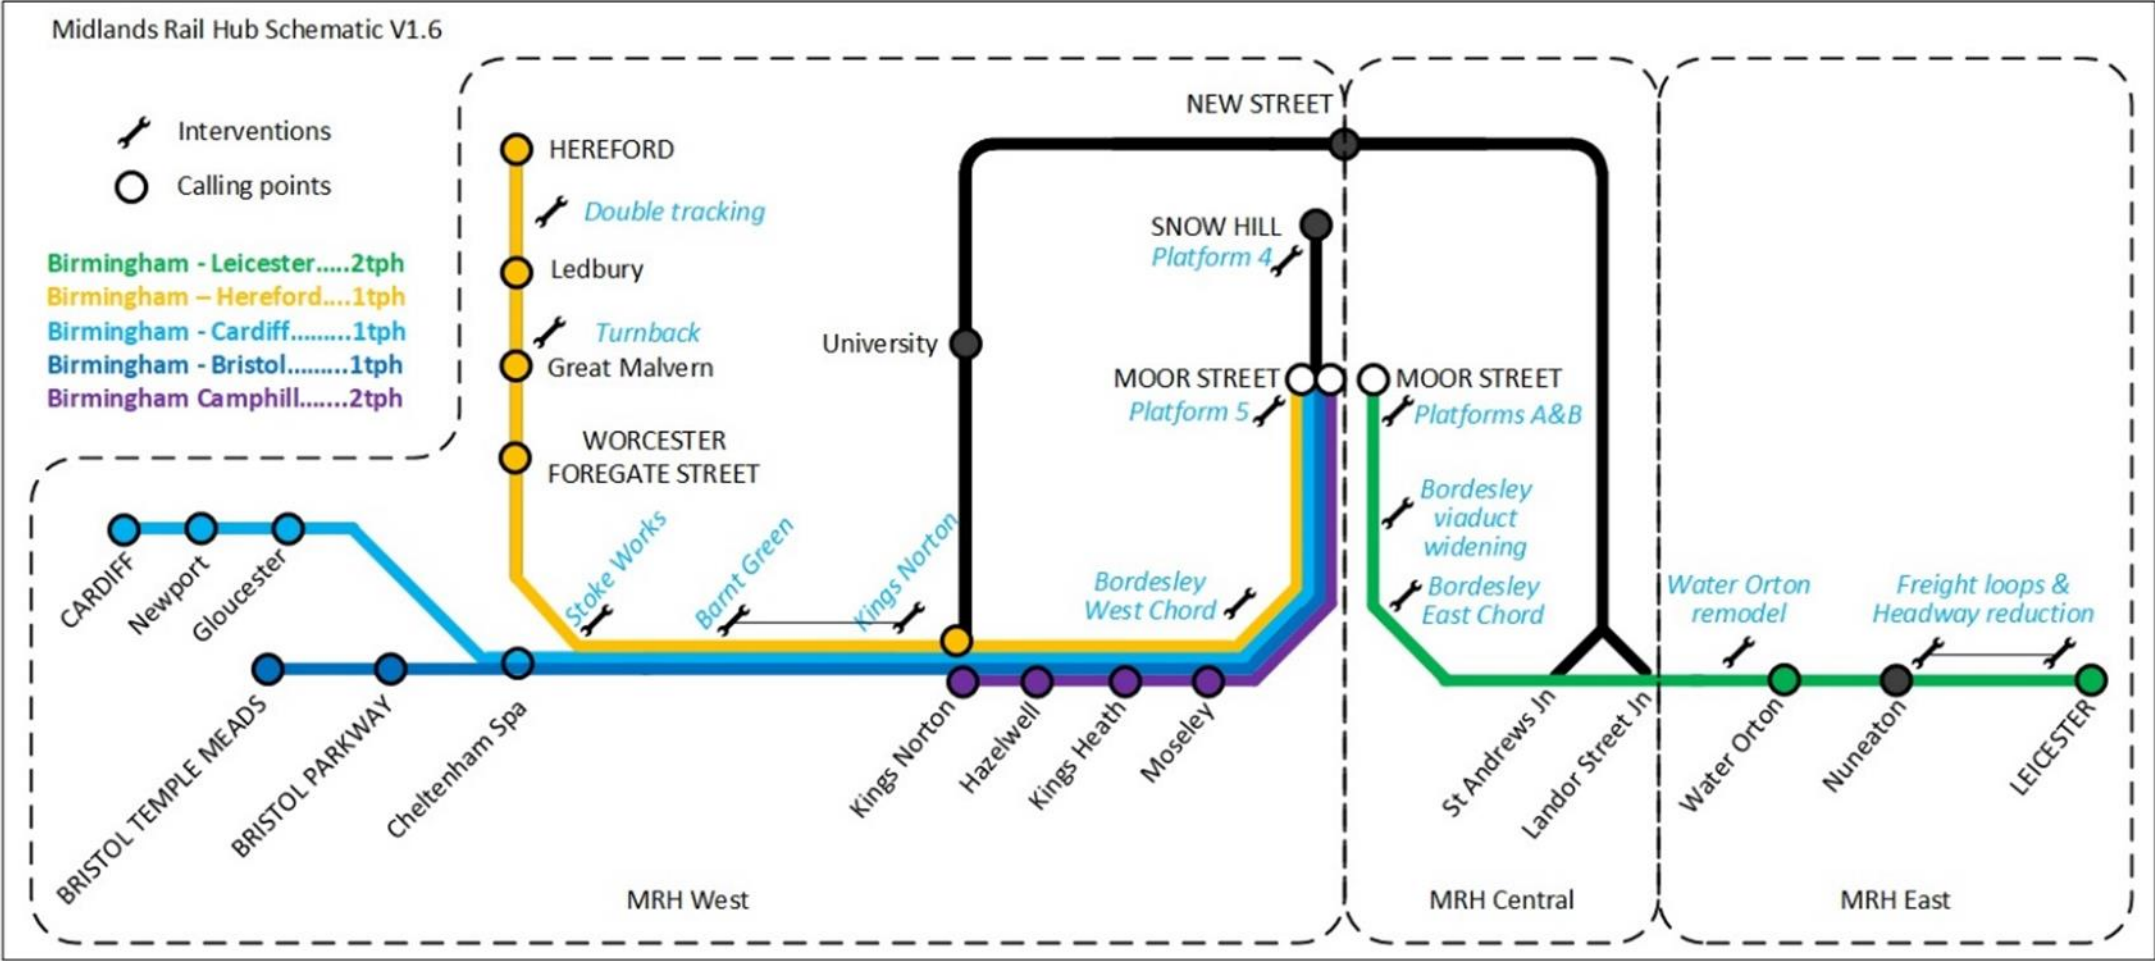 Midlands Rail Hub Schematic V1.6
Interventions
Calling points
Birmingham - Leicester.....2tph
Birmingham – Hereford....1tph
Birmingham - Cardiff.........1tph
Birmingham - Bristol.........1tph
Birmingham Camphill.......2tph
NEW STREET
HEREFORD
Double tracking
SNOW HILL
Platform 4
Ledbury
Turnback
University
Great Malvern
MOOR STREET
Platform 5
MOOR STREET
Platforms A&B
WORCESTER
FOREGATE STREET
Bordesley
viaduct
widening
CARDIFF
Newport
Gloucester
Stoke Works
Barnt Green
Kings Norton
Bordesley
West Chord
Bordesley
East Chord
Water Orton
remodel
Freight loops &
Headway reduction
BRISTOL TEMPLE MEADS
BRISTOL PARKWAY
Cheltenham Spa
Kings Norton
Hazelwell
Kings Heath
Moseley
St Andrews Jn
Landor Street Jn
Water Orton
Nuneaton
LEICESTER
MRH West
MRH Central
MRH East